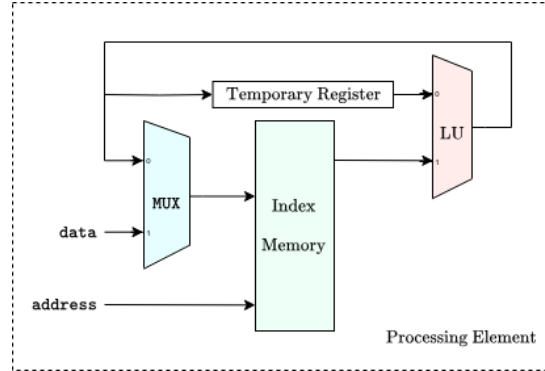 Temporary Register
0
LU
1
0
MUX
1
data
Index
Memory
address
Processing Element